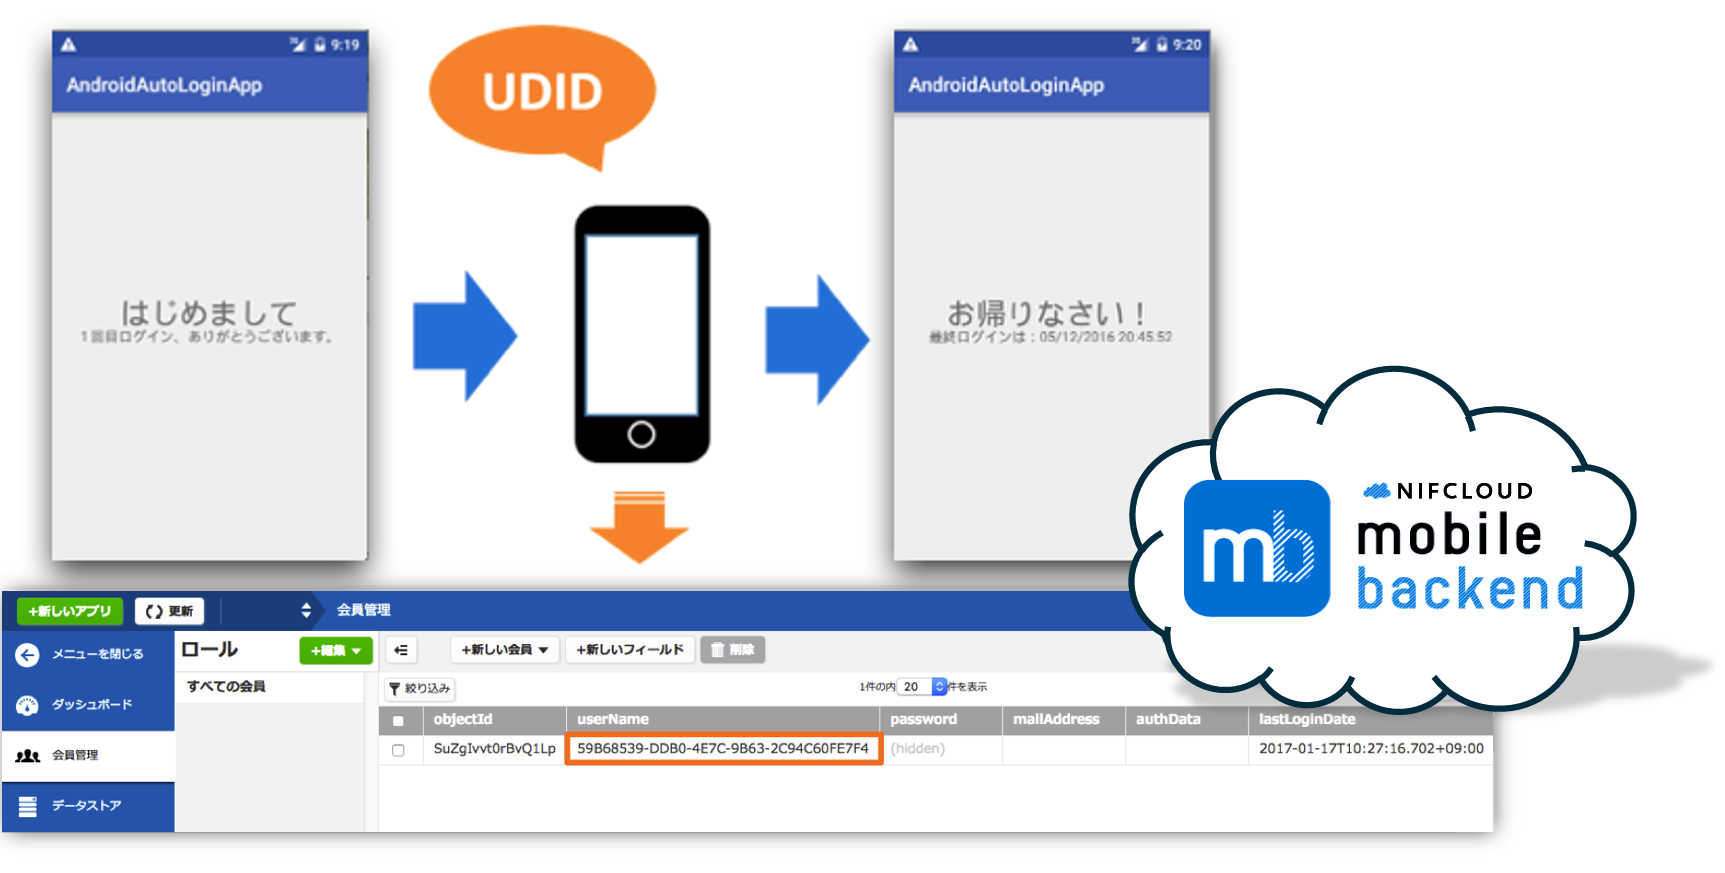 9:19
AndroidAutoLoginApp
はじめまして
1回目ログイン、ありがとうございます。
UDID
9:20
AndroidAutoLoginApp
お帰りなさい！
最終ログインは：05/12/2016 20:45:52
NIFCLOUD
mobile
backend
mb
+新しいアプリ 更新 会員管理
メニューを閉じる
ダッシュボード
会員管理
データストア
ロール +編集
すべての会員
+新しい会員 +新しいフィールド 削除
絞り込み 1件の内 20 件を表示
objectId userName password mailAddress authData lastLoginDate
SuZgIvvt0rBvQ1Lp 59B68539-DDB0-4E7C-9B63-2C94C60FE7F4 (hidden) 2017-01-17T10:27:16.702+09:00